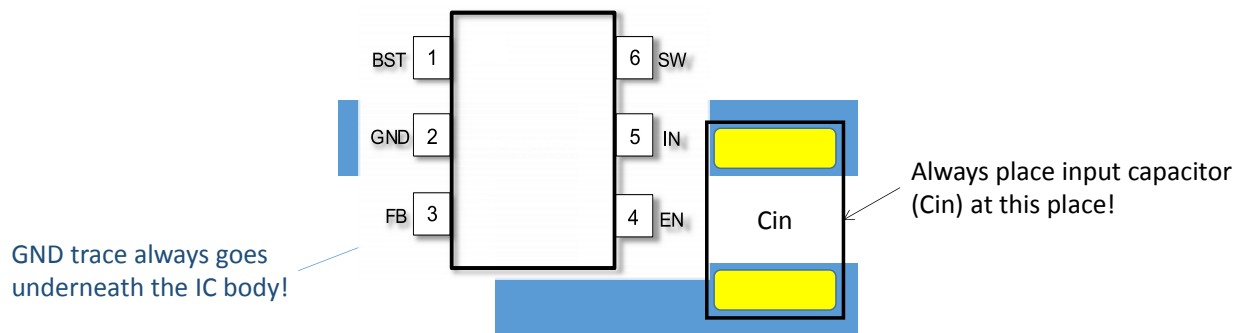 BST 1 6 SW
GND 2 5 IN
FB 3 4 EN
Cin
Always place input capacitor
(Cin) at this place!
GND trace always goes
underneath the IC body!